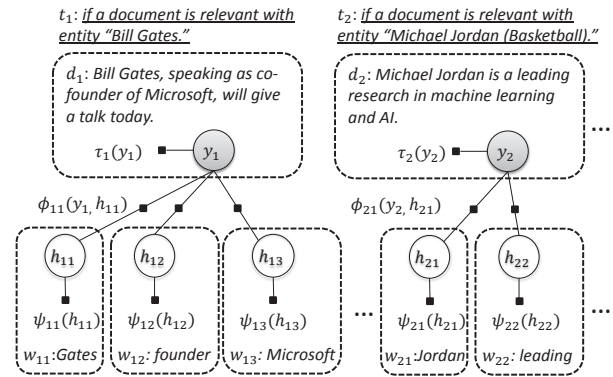 t₁: if a document is relevant with
entity “Bill Gates.”
t₂: if a document is relevant with
entity “Michael Jordan (Basketball).”
d₁: Bill Gates, speaking as co-
founder of Microsoft, will give
a talk today.
d₂: Michael Jordan is a leading
research in machine learning
and AI.
...
τ₁(y₁)
y₁
τ₂(y₂)
y₂
ϕ₁₁(y₁, h₁₁)
ϕ₂₁(y₂, h₂₁)
h₁₁
h₁₂
h₁₃
h₂₁
h₂₂
ψ₁₁(h₁₁)
ψ₁₂(h₁₂)
ψ₁₃(h₁₃)
...
ψ₂₁(h₂₁)
ψ₂₂(h₂₂)
...
w₁₁:Gates
w₁₂: founder
w₁₃: Microsoft
w₂₁:Jordan
w₂₂: leading